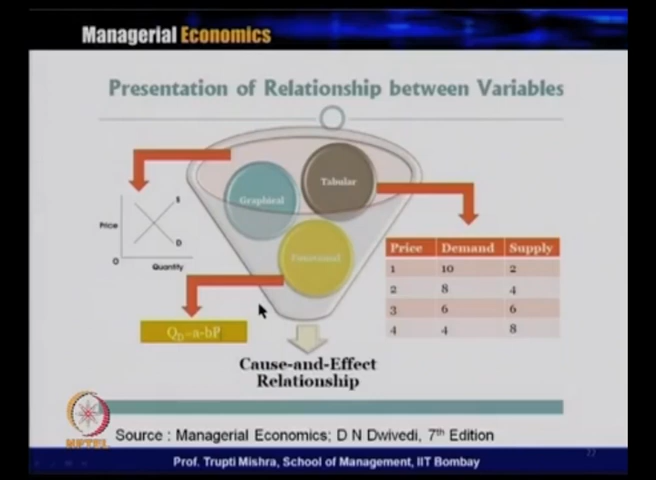 Managerial Economics
Presentation of Relationship between Variables
Graphical
Tabular
Functional
Price
S
D
0
Quantity
Price Demand Supply
1 10 2
2 8 4
3 6 6
4 4 8
Q_D=a-bP
Cause-and-Effect
Relationship
NPTEL
Source : Managerial Economics; D N Dwivedi, 7th Edition
Prof. Trupti Mishra, School of Management, IIT Bombay